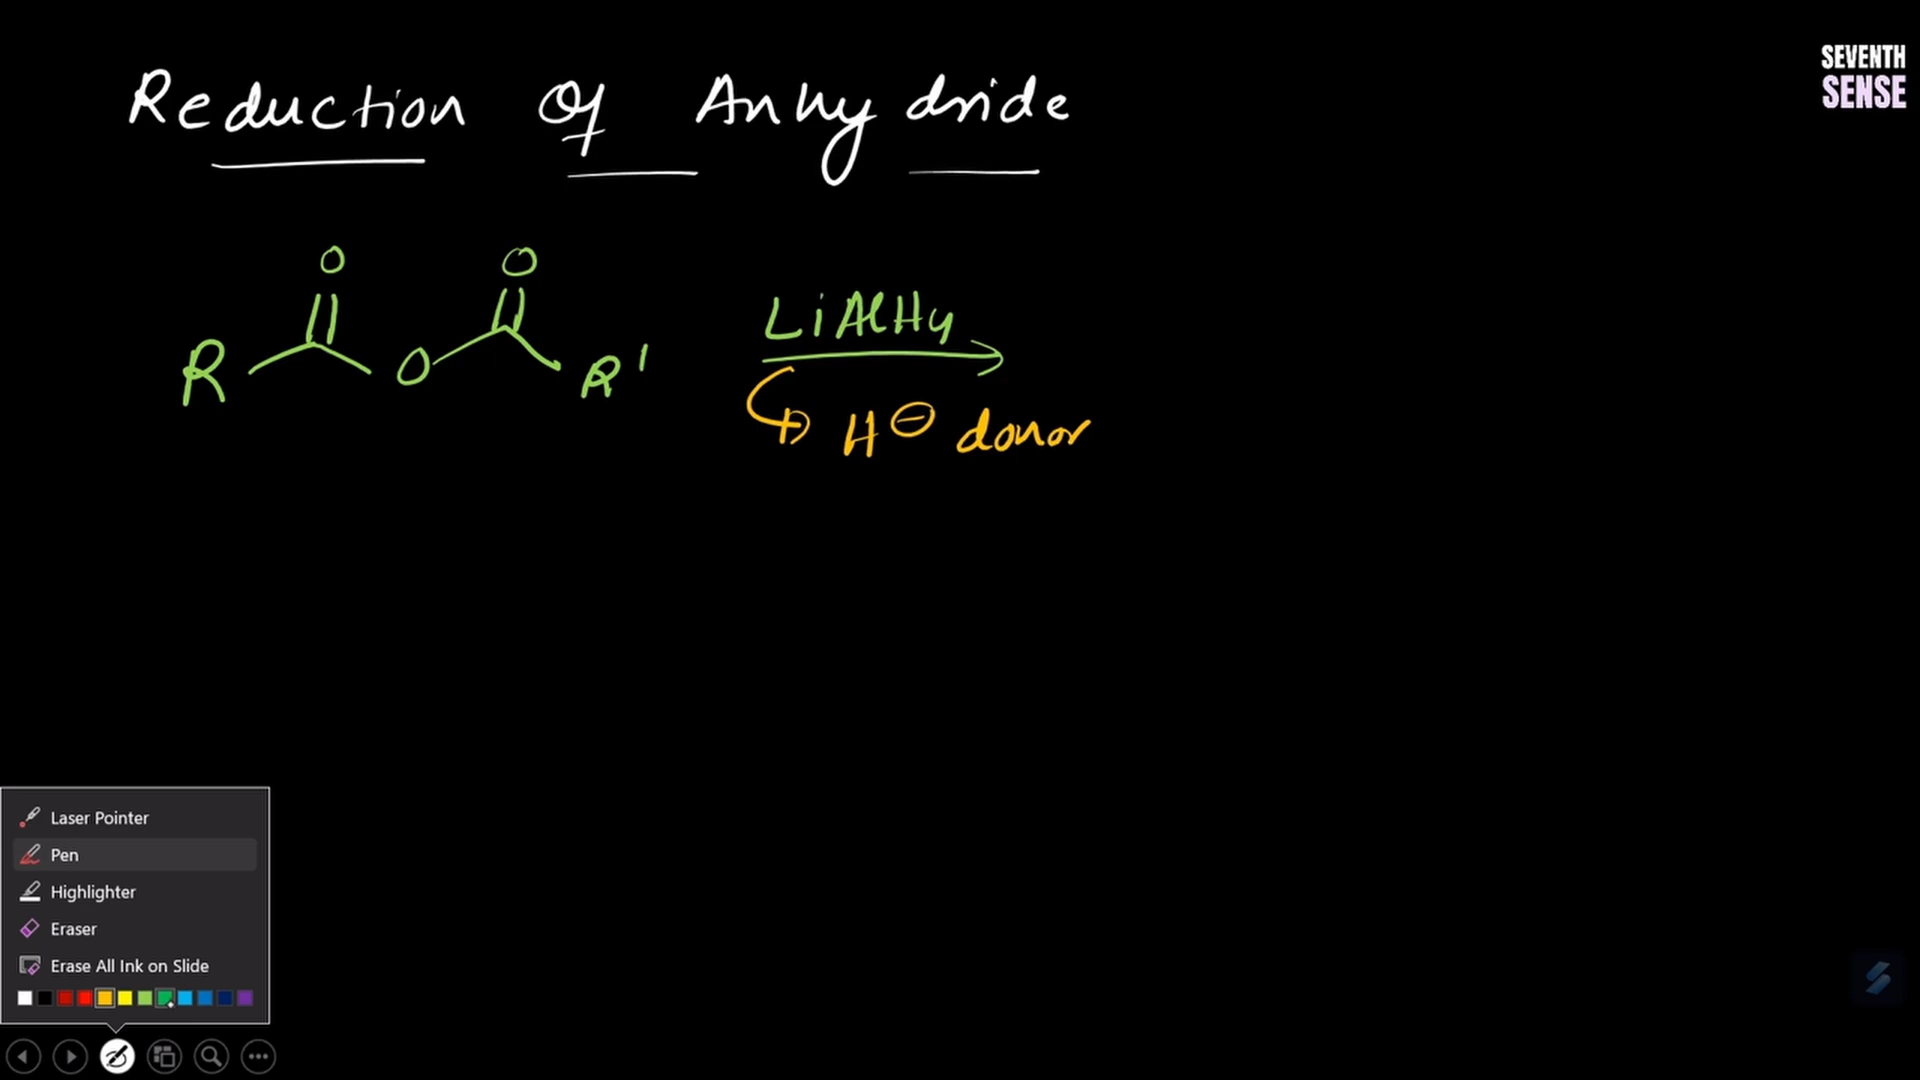 Reduction Of Anhydride
SEVENTH
SENSE
O O
R O R'
LiAlH4
H⊖ donor
Laser Pointer
Pen
Highlighter
Eraser
Erase All Ink on Slide